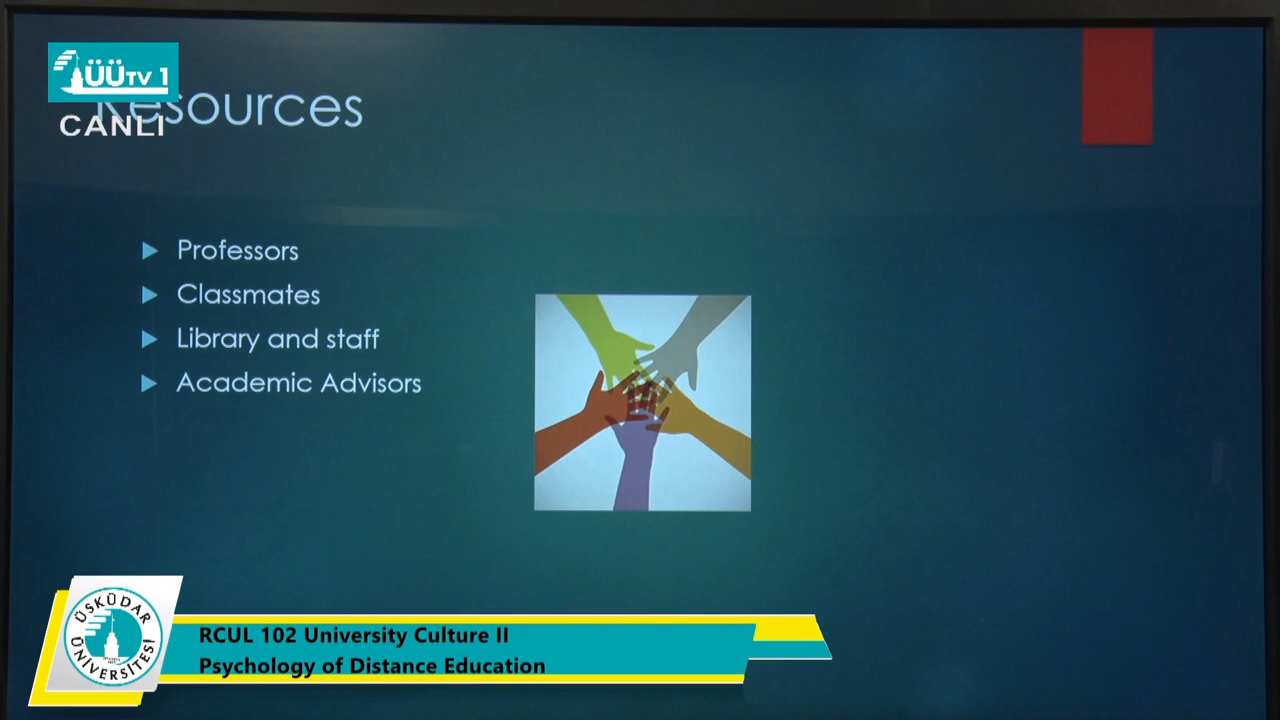 ÜÜTV 1
CANLI
Resources
Professors
Classmates
Library and staff
Academic Advisors
ÜSKÜDAR
ÜNİVERSİTESİ
RCUL 102 University Culture II
Psychology of Distance Education